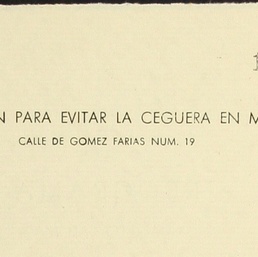 N PARA EVITAR LA CEGUERA EN M
CALLE DE GOMEZ FARIAS NUM. 19